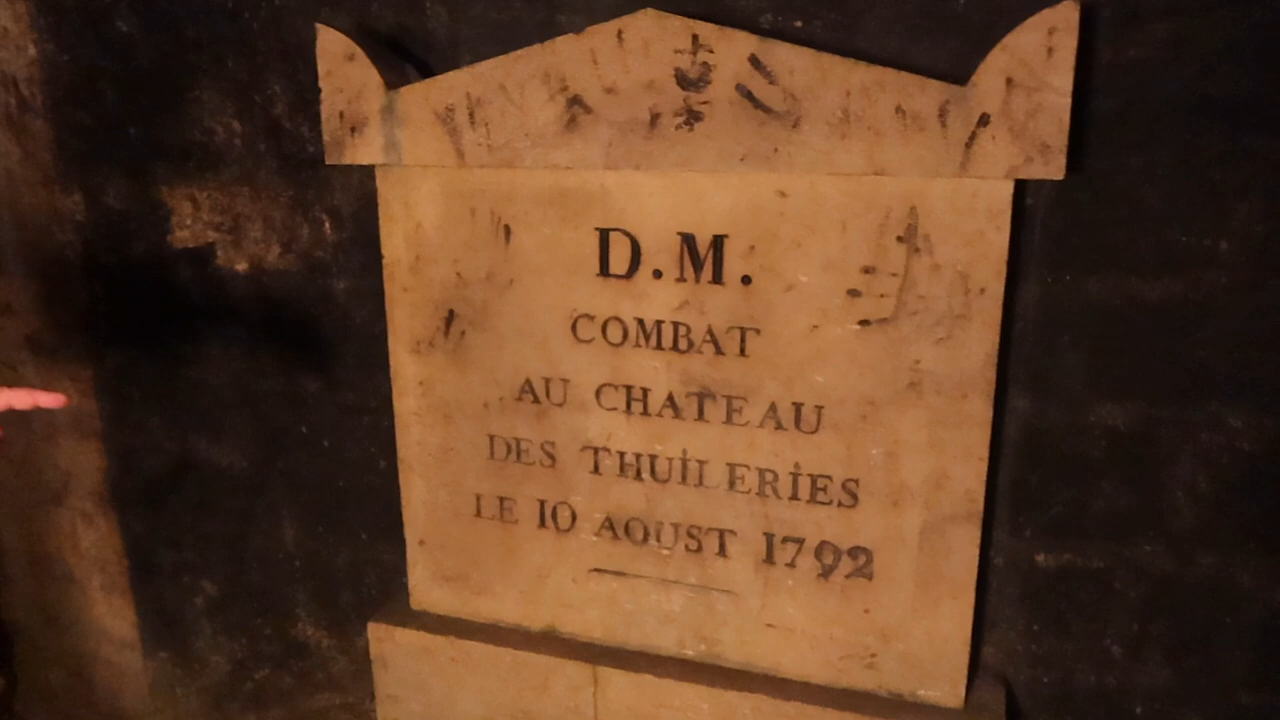 D.M.
COMBAT
AU CHATEAU
DES THUILERIES
LE 10 AOUST 1792